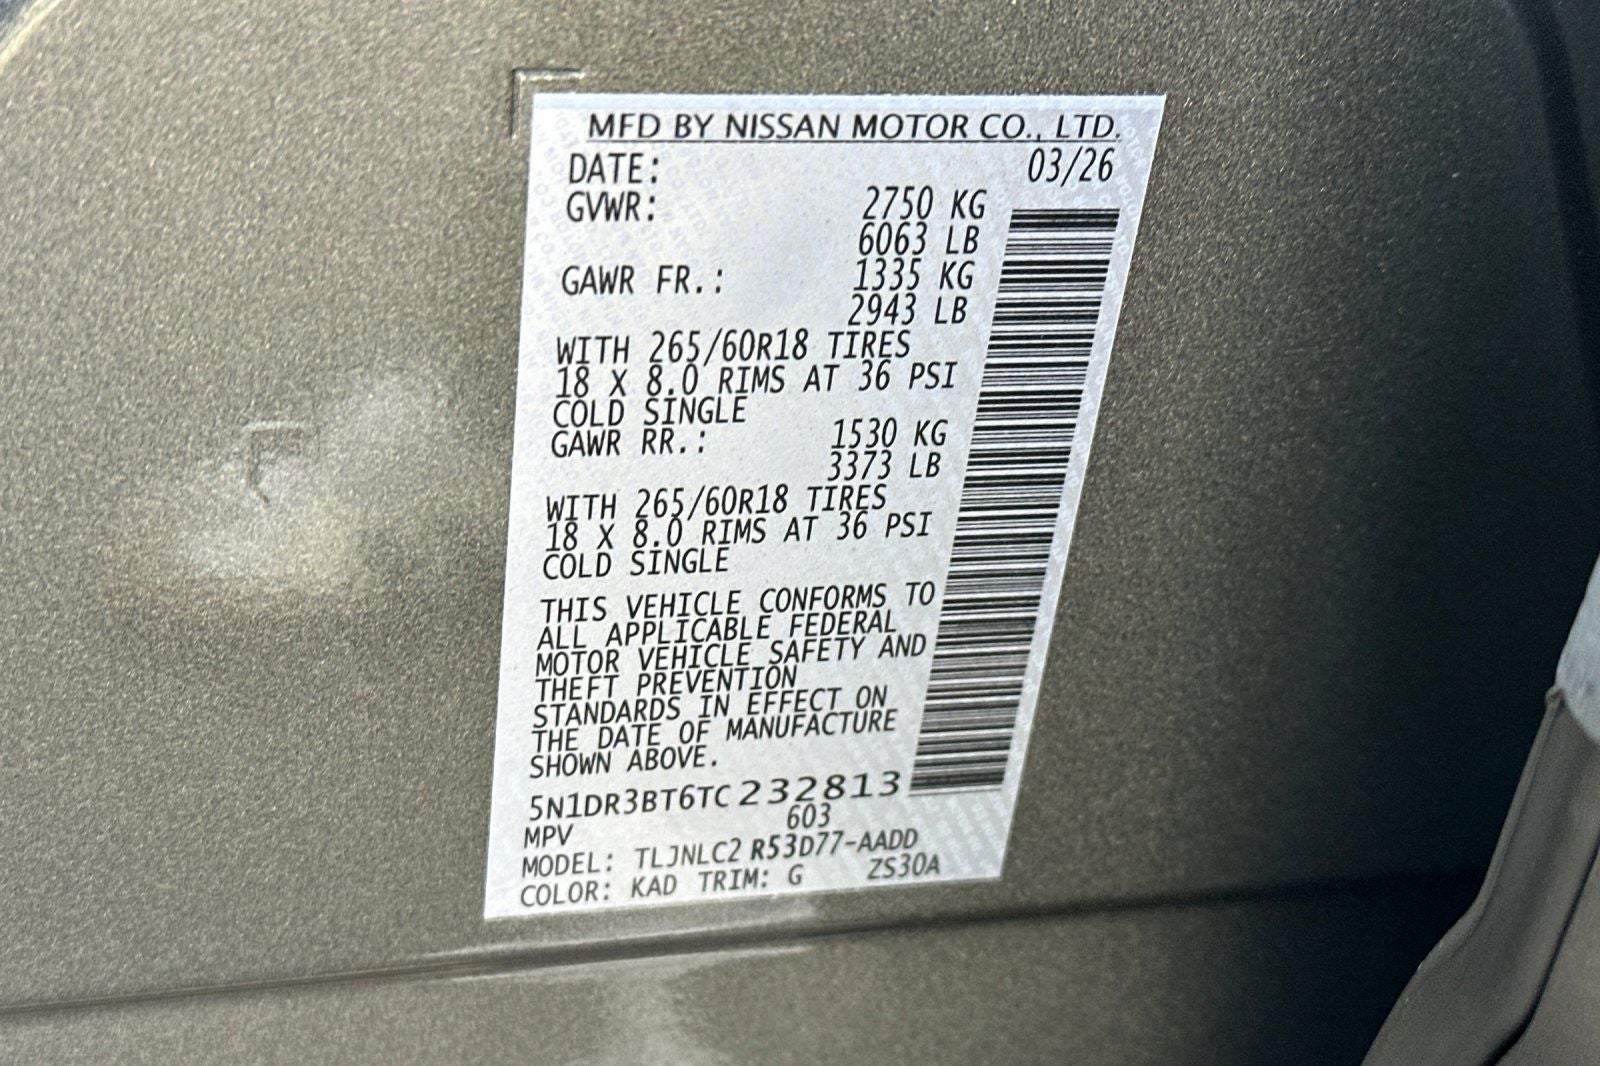 MFD BY NISSAN MOTOR CO., LTD.
DATE: 03/26
GVWR: 2750 KG
6063 LB
GAWR FR.: 1335 KG
2943 LB
WITH 265/60R18 TIRES
18 X 8.0 RIMS AT 36 PSI
COLD SINGLE
GAWR RR.: 1530 KG
3373 LB
WITH 265/60R18 TIRES
18 X 8.0 RIMS AT 36 PSI
COLD SINGLE
THIS VEHICLE CONFORMS TO
ALL APPLICABLE FEDERAL
MOTOR VEHICLE SAFETY AND
THEFT PREVENTION
STANDARDS IN EFFECT ON
THE DATE OF MANUFACTURE
SHOWN ABOVE.
5N1DR3BT6TC232813
MPV 603
MODEL: TLJNLC2 R53D77-AADD
COLOR: KAD TRIM: G ZS30A